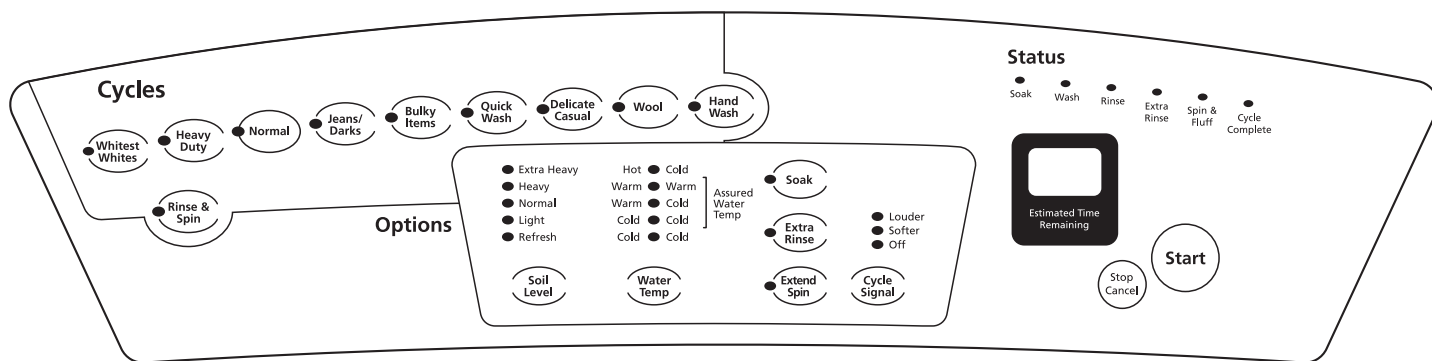 Cycles
Whitest
Whites
Heavy
Duty
Normal
Jeans/
Darks
Bulky
Items
Quick
Wash
Delicate
Casual
Wool
Hand
Wash
Rinse &
Spin
Options
Extra Heavy
Heavy
Normal
Light
Refresh
Soil
Level
Hot Cold
Warm Warm
Warm Cold
Cold Cold
Cold Cold
Assured
Water
Temp
Water
Temp
Soak
Extra
Rinse
Extend
Spin
Louder
Softer
Off
Cycle
Signal
Status
Soak
Wash
Rinse
Extra
Rinse
Spin &
Fluff
Cycle
Complete
Estimated Time
Remaining
Stop
Cancel
Start